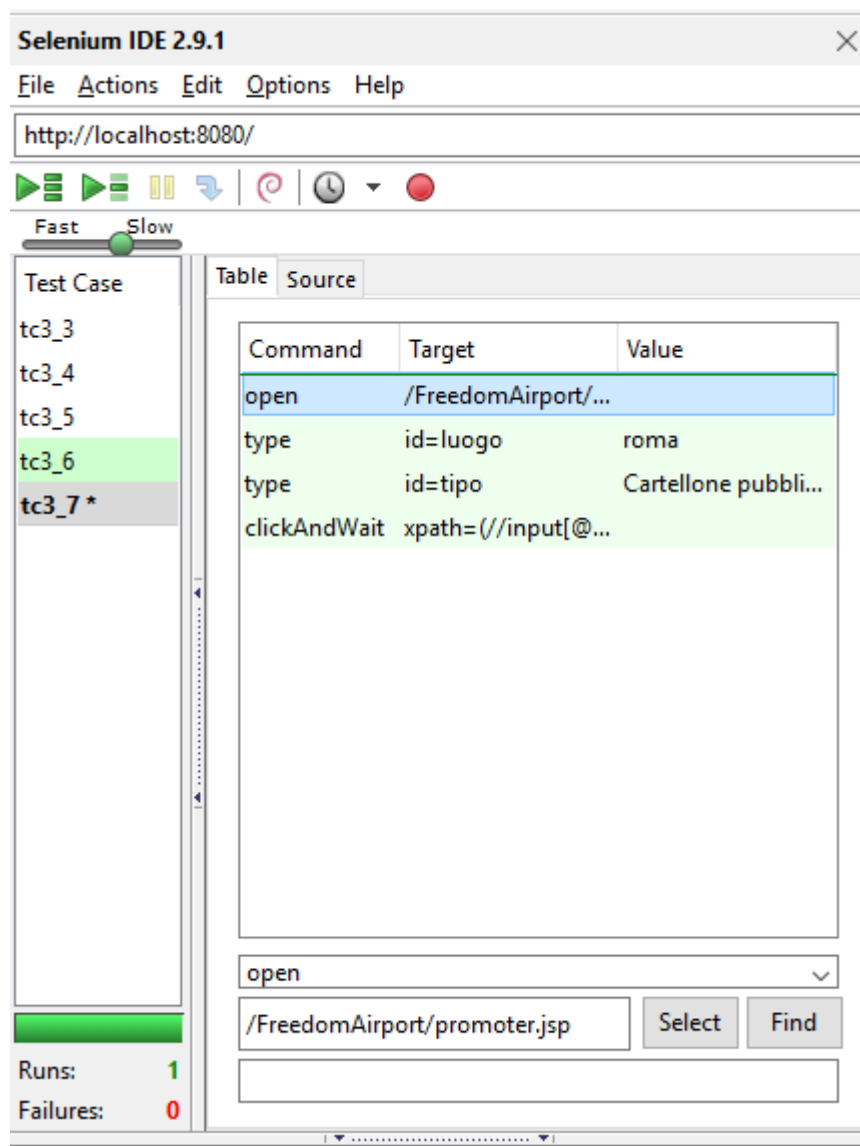 Selenium IDE 2.9.1
File Actions Edit Options Help
http://localhost:8080/
Fast Slow
Test Case
tc3_3
tc3_4
tc3_5
tc3_6
tc3_7 *
Table Source
Command Target Value
open /FreedomAirport/...
type id=luogo roma
type id=tipo Cartellone pubbli...
clickAndWait xpath=(//input[@...
open
/FreedomAirport/promoter.jsp Select Find
Runs: 1
Failures: 0